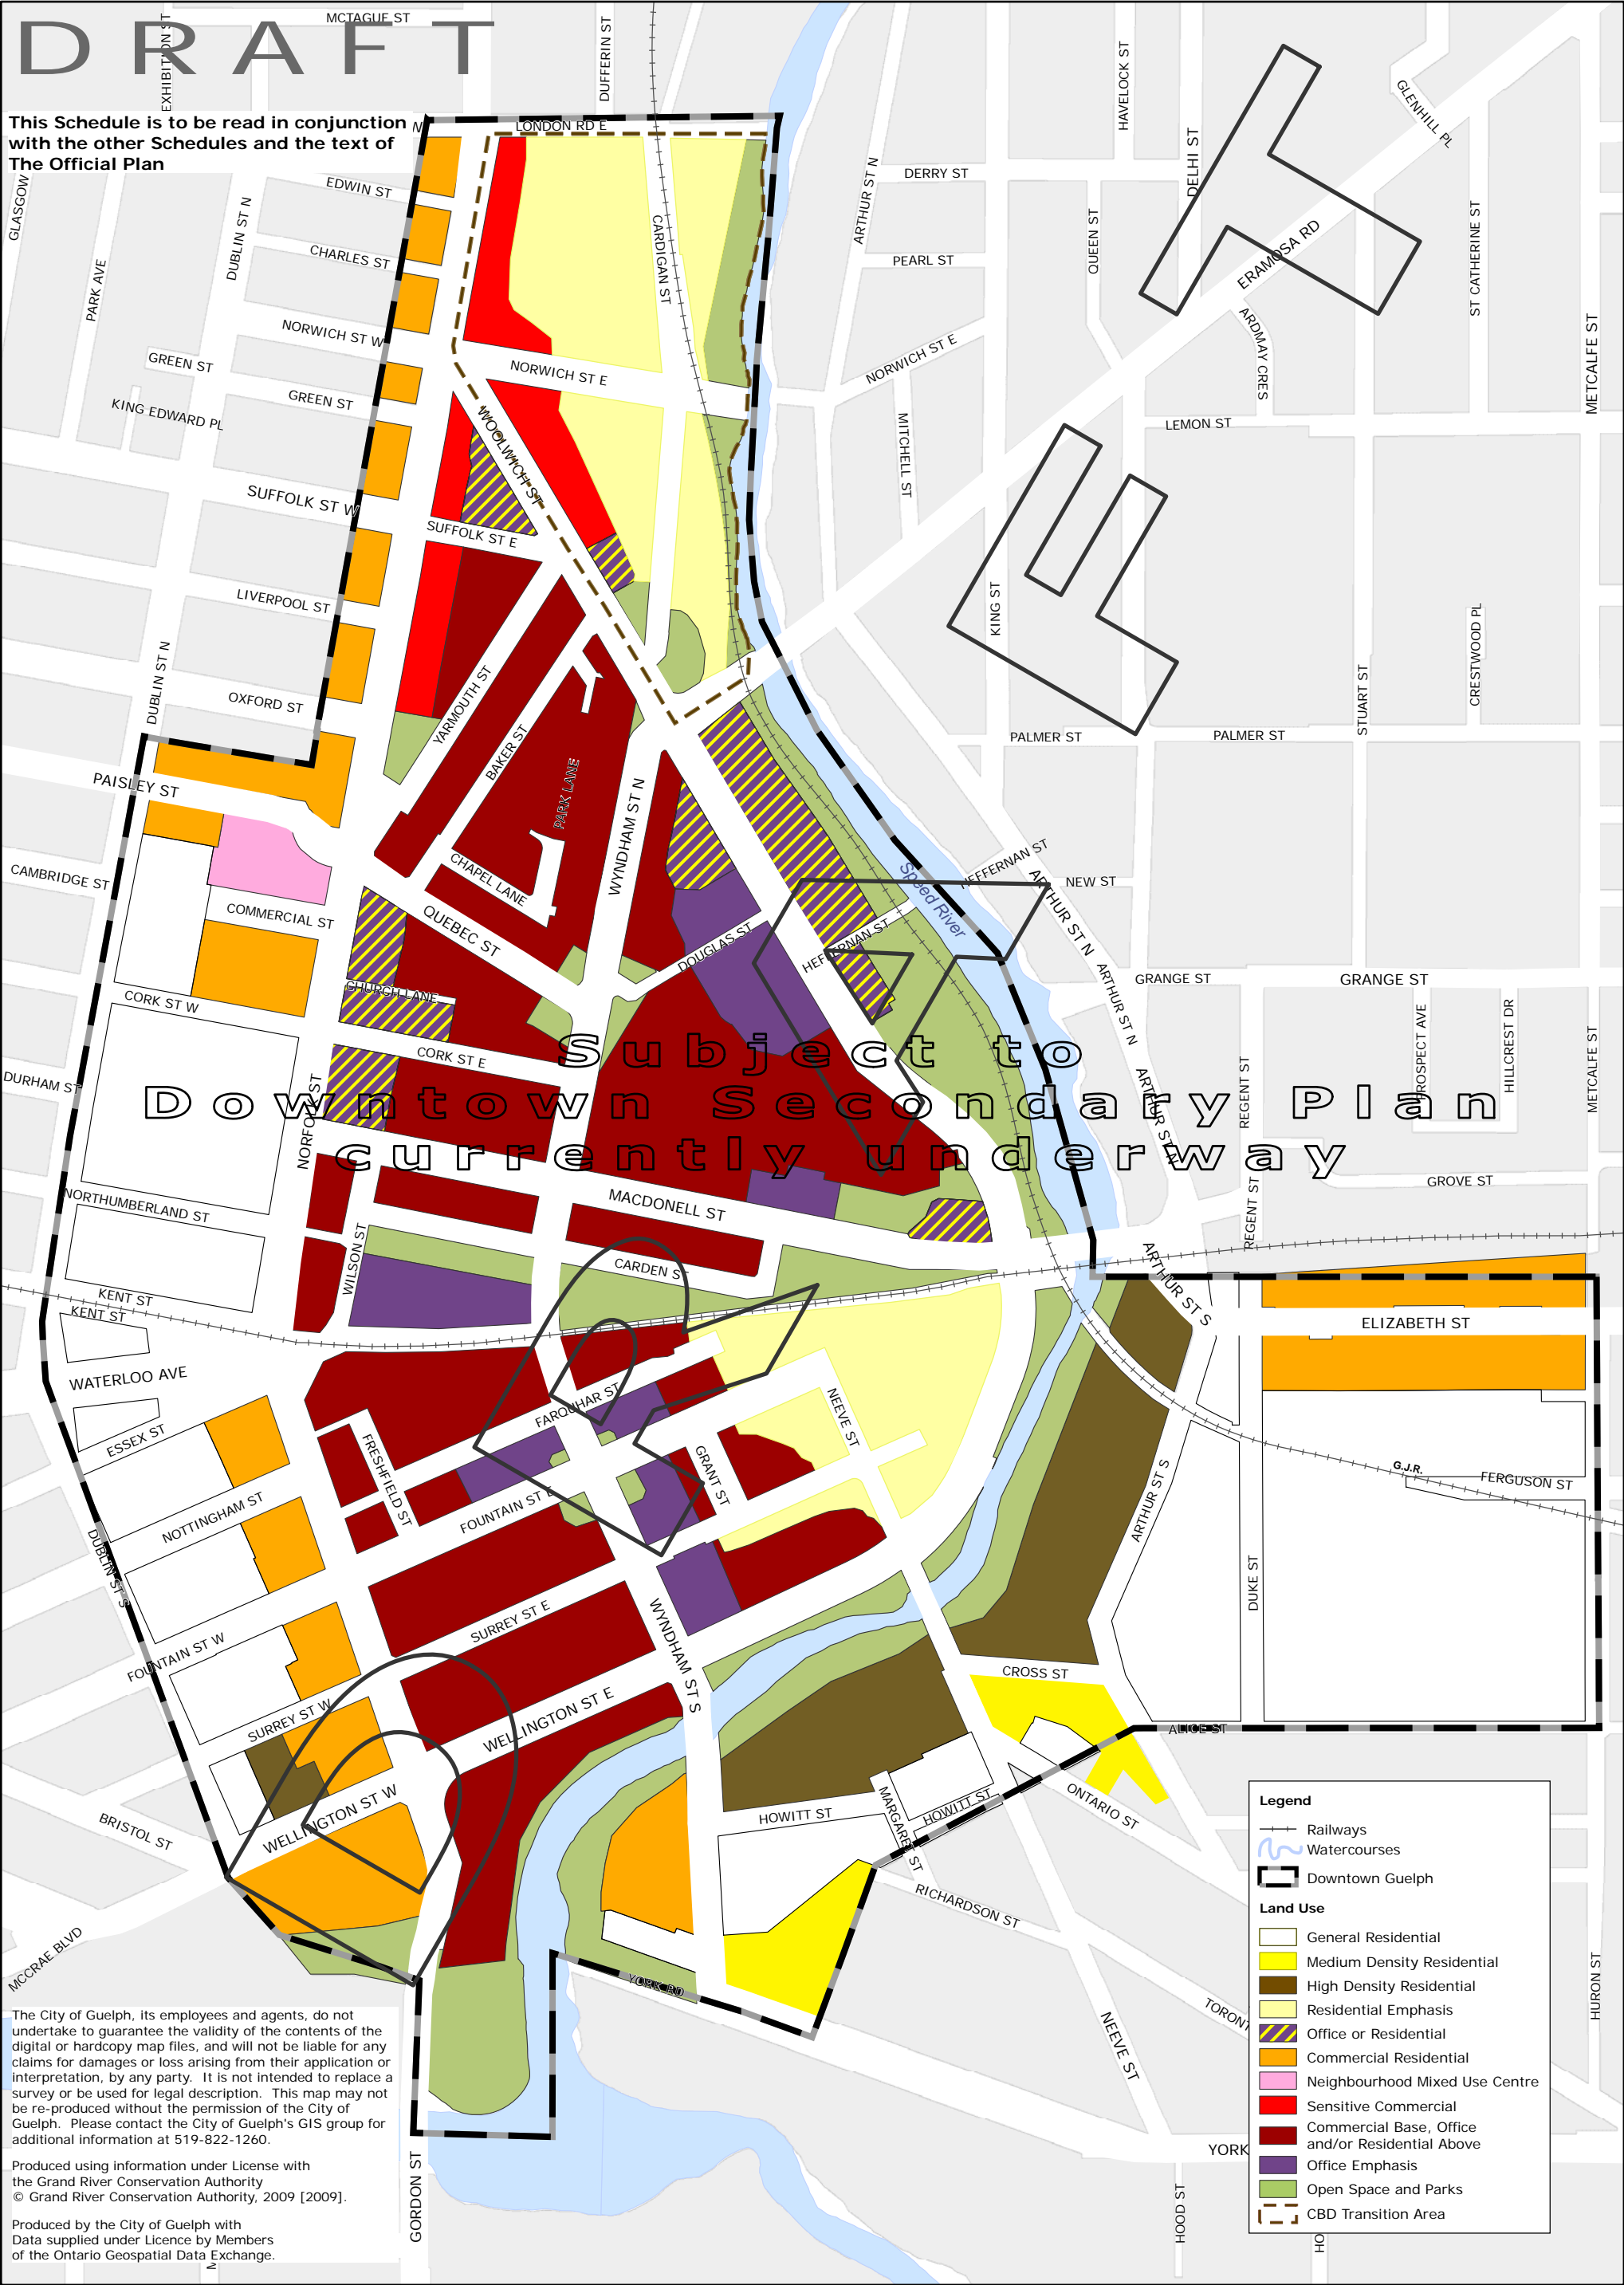 DRAFT
This Schedule is to be read in conjunction
with the other Schedules and the text of
The Official Plan
MCTAGUE ST
EXHIBITION ST
DUFFERIN ST
LONDON RD E
HAVELOCK ST
DELHI ST
GLENHILL PL
GLASGOW
EDWIN ST
DERRY ST
ARTHUR ST N
DUBLIN ST N
CHARLES ST
CARDIGAN ST
PEARL ST
QUEEN ST
ERAMOSA RD
ST CATHERINE ST
PARK AVE
NORWICH ST W
NORWICH ST E
NORWICH ST E
ARDMAY CRES
METCALFE ST
GREEN ST
GREEN ST
KING EDWARD PL
WOOLWICH ST
MITCHELL ST
LEMON ST
SUFFOLK ST W
SUFFOLK ST E
LIVERPOOL ST
KING ST
CRESTWOOD PL
DUBLIN ST N
OXFORD ST
YARMOUTH ST
BAKER ST
STUART ST
PALMER ST
PALMER ST
PAISLEY ST
PARK LANE
WYNDHAM ST N
CAMBRIDGE ST
COMMERCIAL ST
CHAPEL LANE
QUEBEC ST
DOUGLAS ST
HEFFERNAN ST
HEFFERNAN ST
Speed River
NEW ST
ARTHUR ST N
GRANGE ST
GRANGE ST
CORK ST W
CHURCH LANE
CORK ST E
ARTHUR ST N
PROSPECT AVE
HILLCREST DR
METCALFE ST
DURHAM ST
NORFOLK ST
REGENT ST
Subject to
Downtown Secondary Plan
currently underway
ARTHUR ST N
NORTHUMBERLAND ST
MACDONELL ST
GROVE ST
REGENT ST
WILSON ST
CARDEN ST
KENT ST
KENT ST
ARTHUR ST S
ELIZABETH ST
WATERLOO AVE
FARQUHAR ST
NEEVE ST
ESSEX ST
FRESHFIELD ST
GRANT ST
G.J.R.
FERGUSON ST
NOTTINGHAM ST
FOUNTAIN ST E
ARTHUR ST S
DUBLIN ST S
DUKE ST
FOUNTAIN ST W
SURREY ST E
WYNDHAM ST S
CROSS ST
SURREY ST W
WELLINGTON ST E
ALICE ST
WELLINGTON ST W
BRISTOL ST
HOWITT ST
HOWITT ST
MARGARET ST
ONTARIO ST
RICHARDSON ST
MCCRAE BLVD
YORK RD
NEEVE ST
TORONT
HURON ST
YORK
GORDON ST
HOOD ST
HO
Legend
Railways
Watercourses
Downtown Guelph
Land Use
General Residential
Medium Density Residential
High Density Residential
Residential Emphasis
Office or Residential
Commercial Residential
Neighbourhood Mixed Use Centre
Sensitive Commercial
Commercial Base, Office
and/or Residential Above
Office Emphasis
Open Space and Parks
CBD Transition Area
The City of Guelph, its employees and agents, do not
undertake to guarantee the validity of the contents of the
digital or hardcopy map files, and will not be liable for any
claims for damages or loss arising from their application or
interpretation, by any party. It is not intended to replace a
survey or be used for legal description. This map may not
be re-produced without the permission of the City of
Guelph. Please contact the City of Guelph's GIS group for
additional information at 519-822-1260.
Produced using information under License with
the Grand River Conservation Authority
© Grand River Conservation Authority, 2009 [2009].
Produced by the City of Guelph with
Data supplied under Licence by Members
of the Ontario Geospatial Data Exchange.